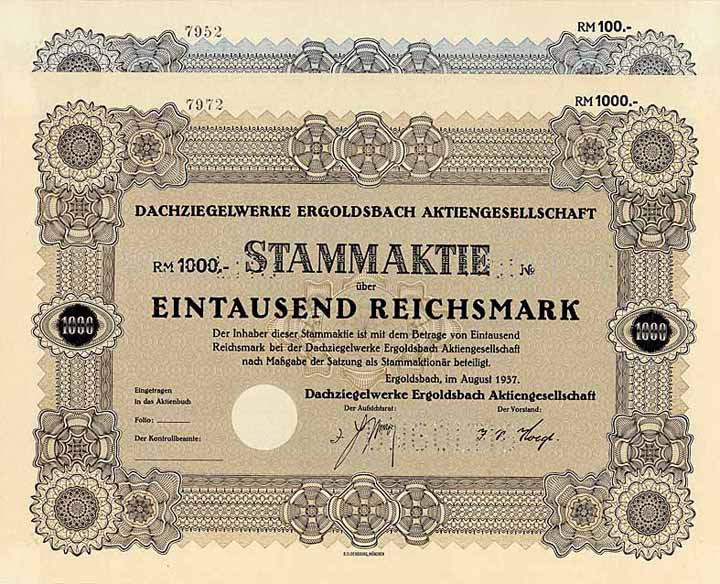 7952
RM 100.-
7972
RM 1000.-
DACHZIEGELWERKE ERGOLDSBACH AKTIENGESELLSCHAFT
RM 1000,- STAMMAKTIE №
über
EINTAUSEND REICHSMARK
1000
1000
Der Inhaber dieser Stammaktie ist mit dem Betrage von Eintausend
Reichsmark bei der Dachziegelwerke Ergoldsbach Aktiengesellschaft
nach Maßgabe der Satzung als Stammaktionär beteiligt.
Ergoldsbach, im August 1937.
Eingetragen
in das Aktienbuch
Dachziegelwerke Ergoldsbach Aktiengesellschaft
Der Aufsichtsrat:
Der Vorstand:
Folio:
Der Kontrollbeamte: